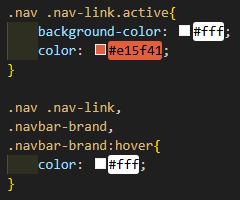 .nav .nav-link.active{
    background-color: #fff;
    color: #e15f41;
}

.nav .nav-link,
.navbar-brand,
.navbar-brand:hover{
    color: #fff;
}